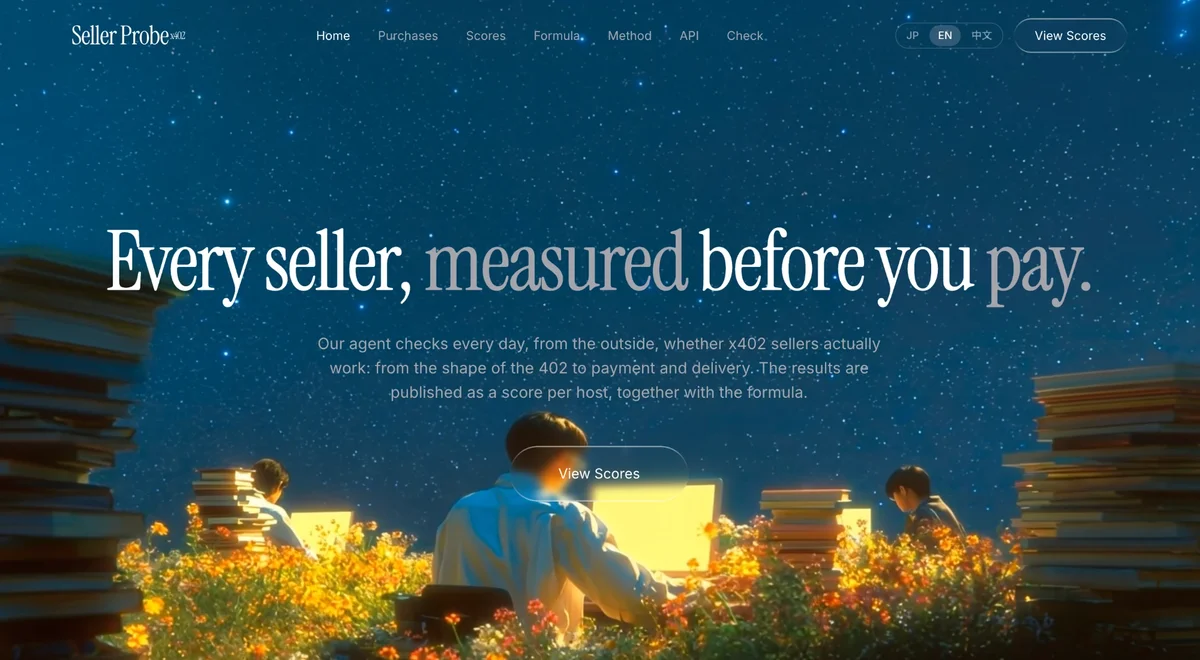 Seller Probe x402
Home Purchases Scores Formula Method API Check
JP EN 中文
View Scores
Every seller, measured before you pay.
Our agent checks every day, from the outside, whether x402 sellers actually
work: from the shape of the 402 to payment and delivery. The results are
published as a score per host, together with the formula.
View Scores